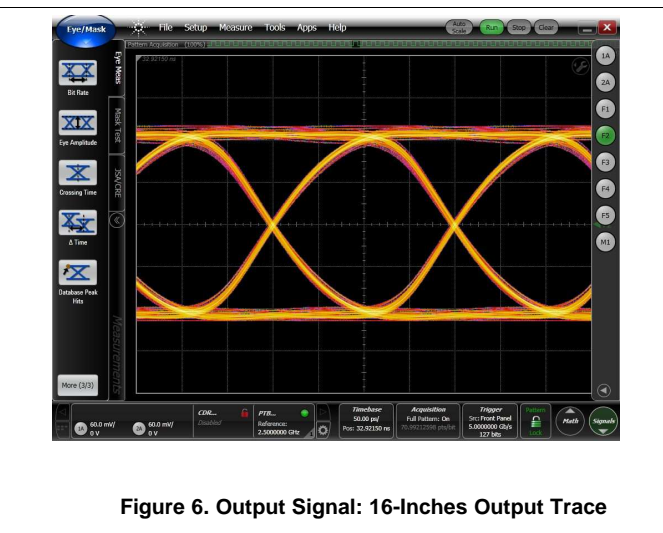 Eye/Mask
File Setup Measure Tools Apps Help
Auto
Scale
Run
Stop
Clear
Pattern Acquisition (100%)
32.92150 ns
Bit Rate
Eye Amplitude
Crossing Time
Δ Time
Database Peak
Hits
More (3/3)
Eye Meas
Mask Test
JSA/CRE
Measurements
1A
2A
F1
F2
F3
F4
F5
M1
1A 60.0 mV/
0 V
2A 60.0 mV/
0 V
CDR...
Disabled
PTB...
Reference:
2.5000000 GHz
Timebase
50.00 ps/
Pos: 32.92150 ns
Acquisition
Full Pattern: On
70.99212598 pts/bit
Trigger
Src: Front Panel
5.0000000 Gb/s
127 bits
Pattern
Lock
Math
Signals
Figure 6. Output Signal: 16-Inches Output Trace